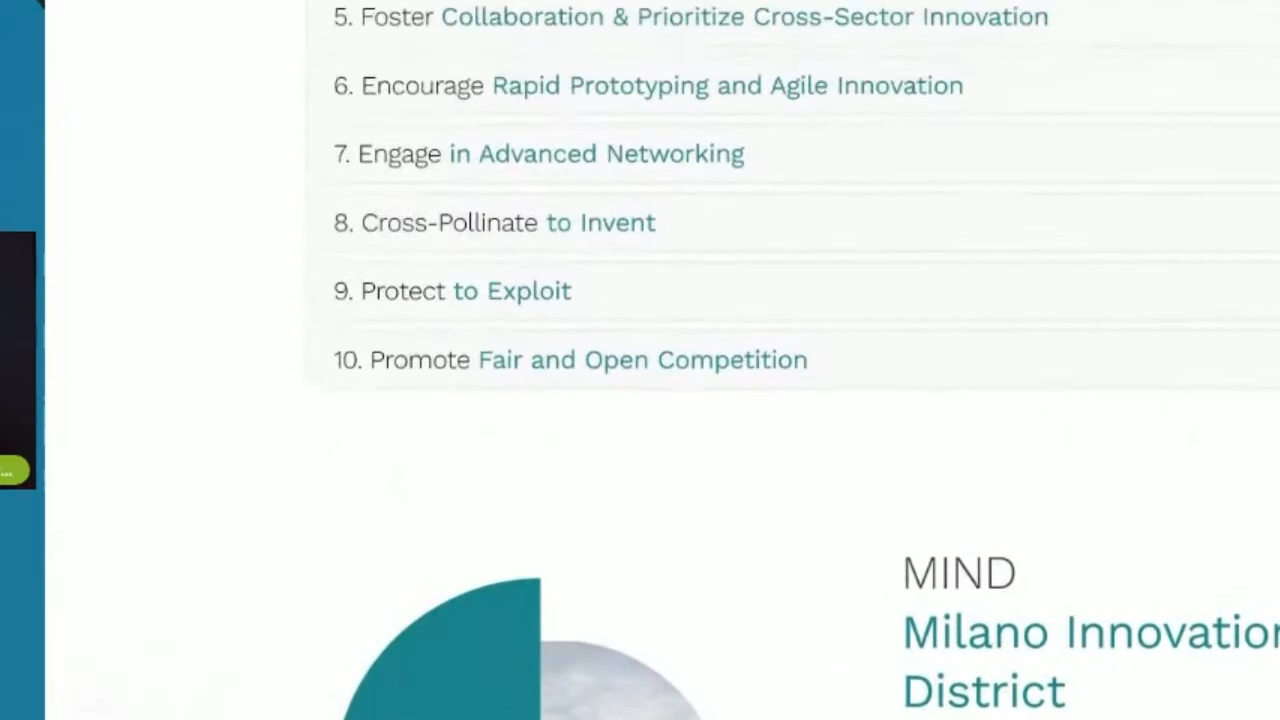 5. Foster Collaboration & Prioritize Cross-Sector Innovation
6. Encourage Rapid Prototyping and Agile Innovation
7. Engage in Advanced Networking
8. Cross-Pollinate to Invent
9. Protect to Exploit
10. Promote Fair and Open Competition
MIND
Milano Innovation
District